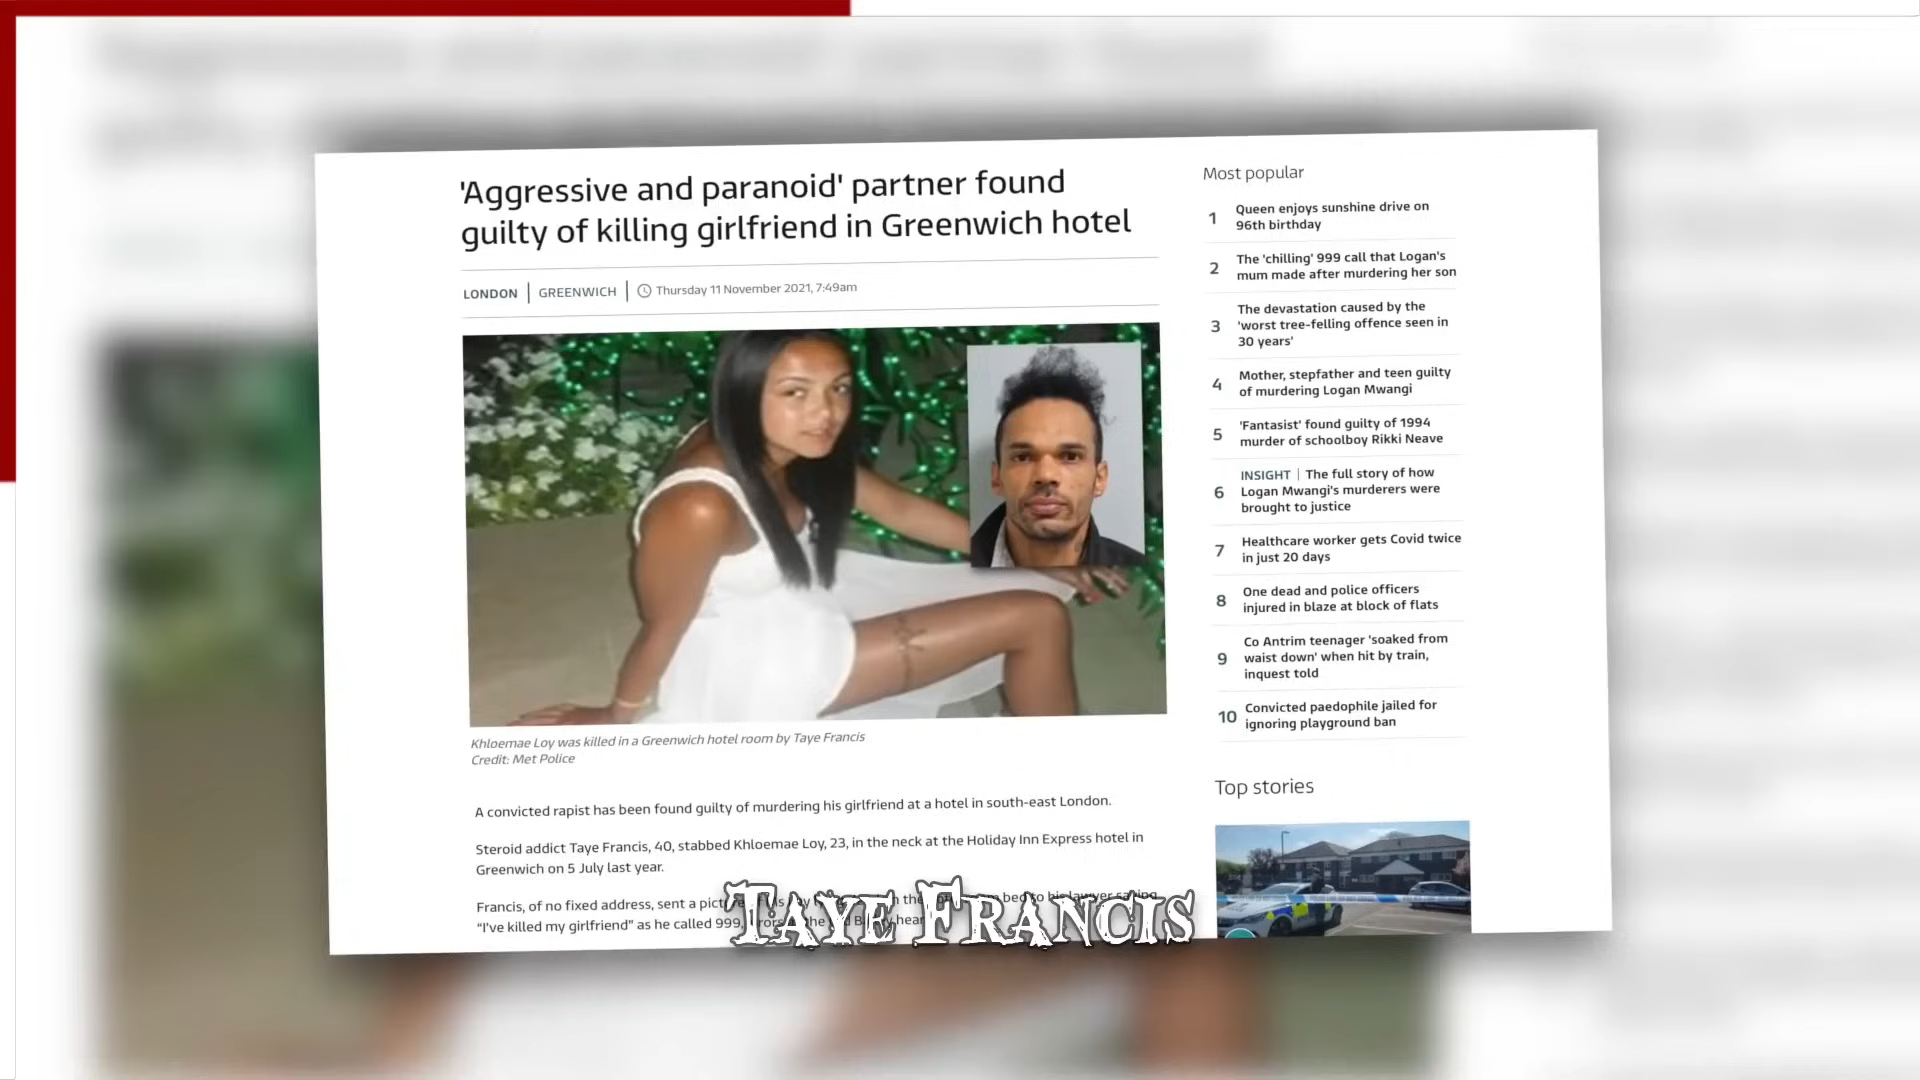 'Aggressive and paranoid' partner found
guilty of killing girlfriend in Greenwich hotel
LONDON | GREENWICH | Thursday 11 November 2021, 7:49am
Khloemae Loy was killed in a Greenwich hotel room by Taye Francis
Credit: Met Police
A convicted rapist has been found guilty of murdering his girlfriend at a hotel in south-east London.
Steroid addict Taye Francis, 40, stabbed Khloemae Loy, 23, in the neck at the Holiday Inn Express hotel in
Greenwich on 5 July last year.
Francis, of no fixed address, sent a bed to his lawyer saying
"I've killed my girlfriend" as he called 999,
TAYE FRANCIS
Most popular
1 Queen enjoys sunshine drive on
96th birthday
2 The 'chilling' 999 call that Logan's
mum made after murdering her son
3 The devastation caused by the
'worst tree-felling offence seen in
30 years'
4 Mother, stepfather and teen guilty
of murdering Logan Mwangi
5 'Fantasist' found guilty of 1994
murder of schoolboy Rikki Neave
6 INSIGHT | The full story of how
Logan Mwangi's murderers were
brought to justice
7 Healthcare worker gets Covid twice
in just 20 days
8 One dead and police officers
injured in blaze at block of flats
9 Co Antrim teenager 'soaked from
waist down' when hit by train,
inquest told
10 Convicted paedophile jailed for
ignoring playground ban
Top stories